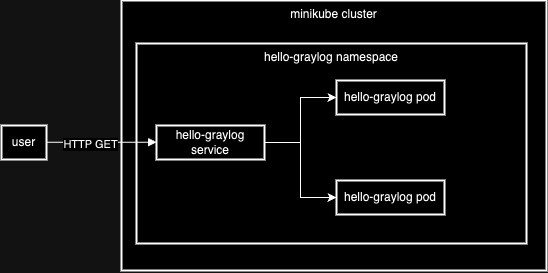 minikube cluster
hello-graylog namespace
hello-graylog pod
user
HTTP GET
hello-graylog
service
hello-graylog pod